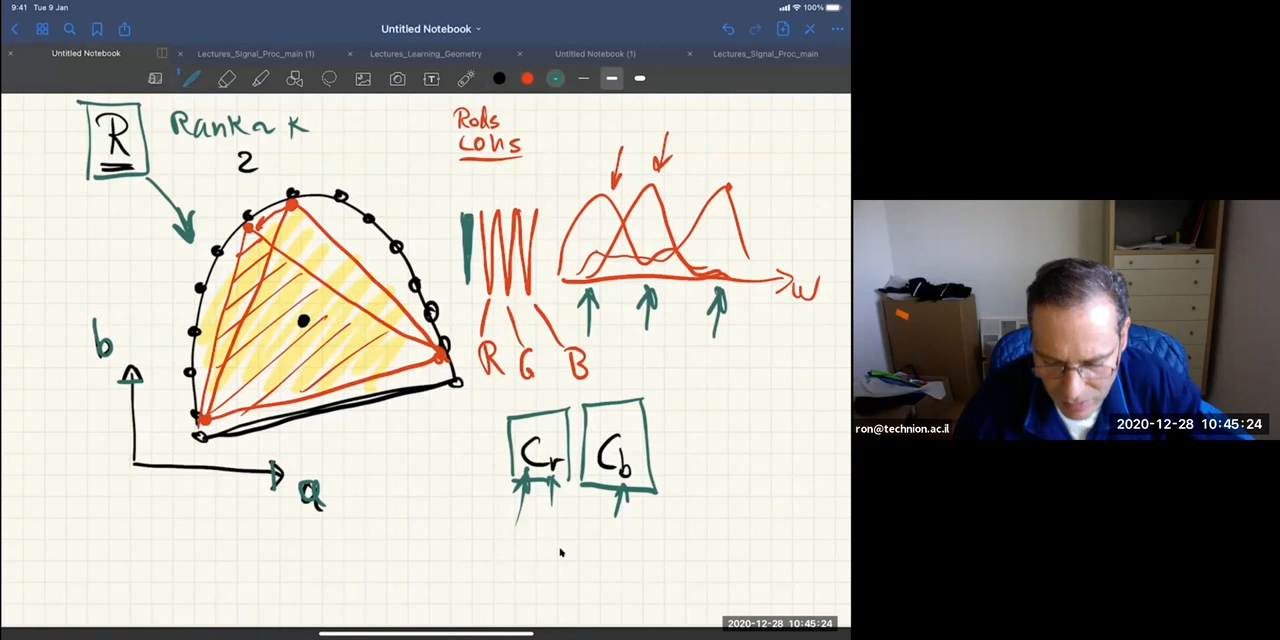 9:41 Tue 9 Jan
100%
Untitled Notebook
Untitled Notebook
Lectures_Signal_Proc_main (1)
Lectures_Learning_Geometry
Untitled Notebook (1)
Lectures_Signal_Proc_main
R
Rank
K
2
Rods
cons
w
R G B
b
a
Cr
Cb
ron@technion.ac.il
2020-12-28 10:45:24
2020-12-28 10:45:24